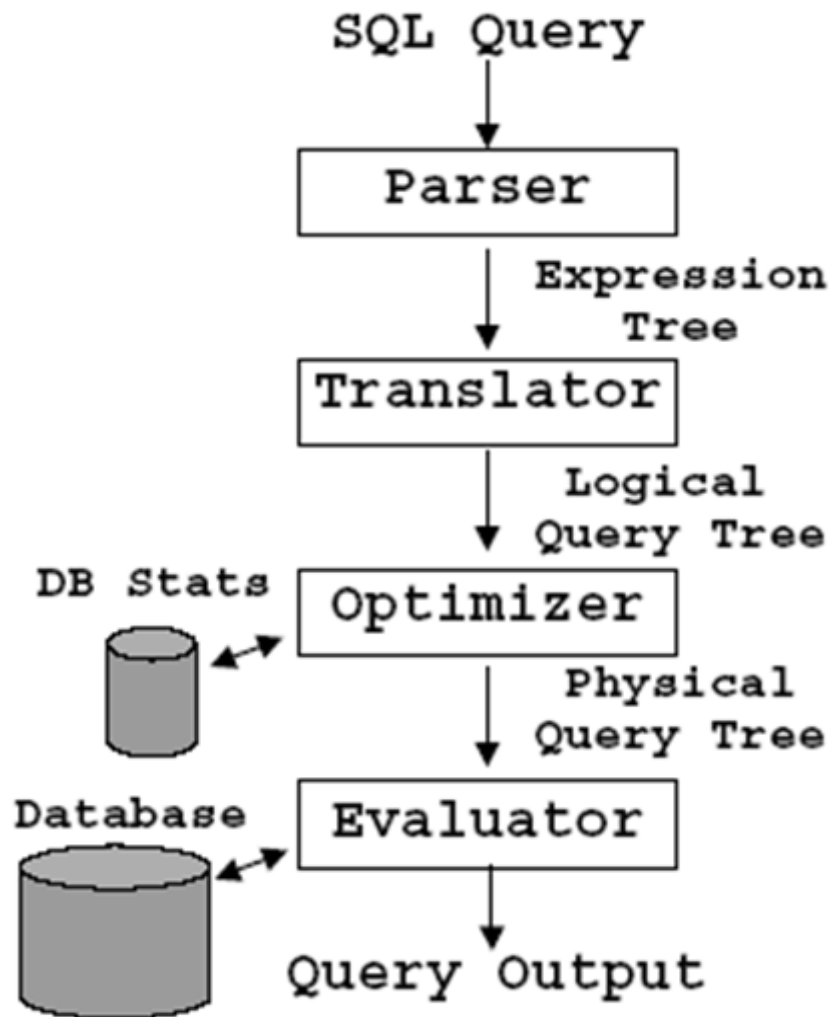 SQL Query
Parser
Expression
Tree
Translator
Logical
Query Tree
DB Stats
Optimizer
Physical
Query Tree
Database
Evaluator
Query Output